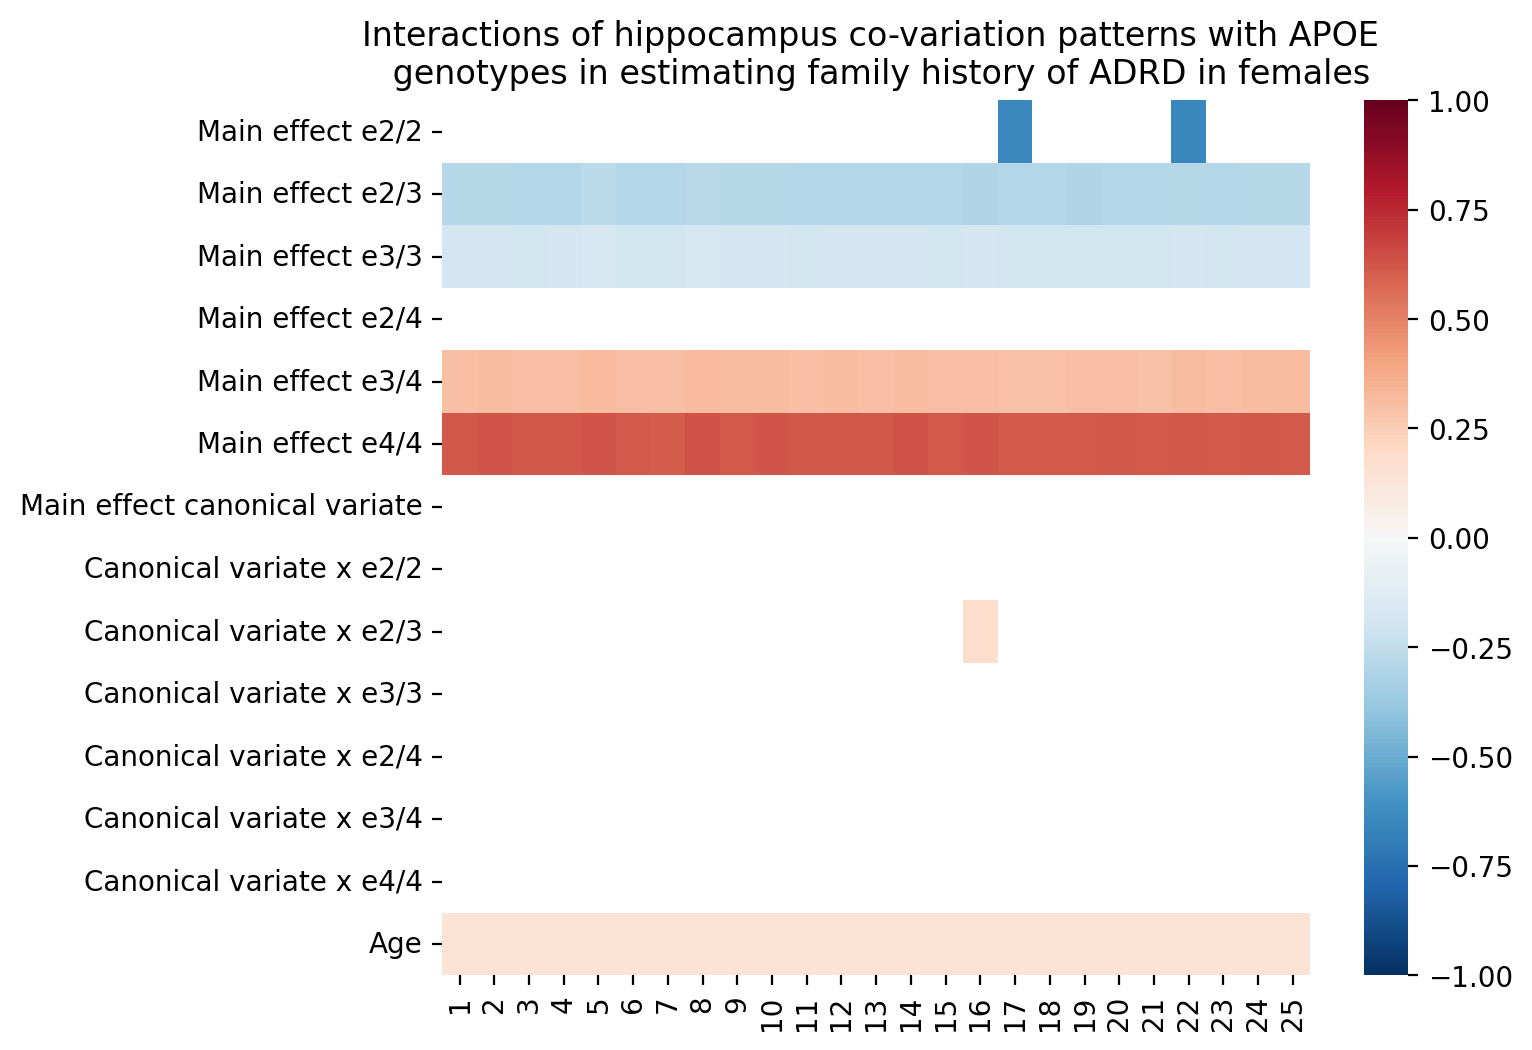 Interactions of hippocampus co-variation patterns with APOE
genotypes in estimating family history of ADRD in females
Main effect e2/2
Main effect e2/3
Main effect e3/3
Main effect e2/4
Main effect e3/4
Main effect e4/4
Main effect canonical variate
Canonical variate x e2/2
Canonical variate x e2/3
Canonical variate x e3/3
Canonical variate x e2/4
Canonical variate x e3/4
Canonical variate x e4/4
Age
1 2 3 4 5 6 7 8 9 10 11 12 13 14 15 16 17 18 19 20 21 22 23 24 25
1.00
0.75
0.50
0.25
0.00
−0.25
−0.50
−0.75
−1.00